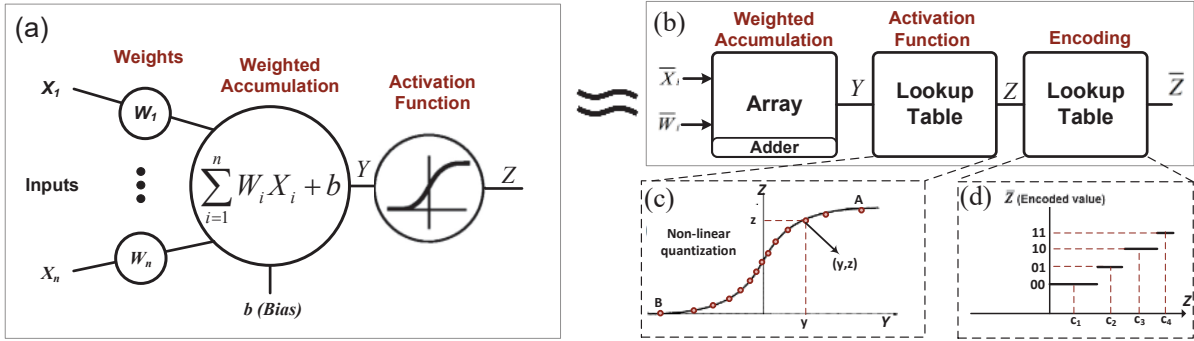 (a)
Weights
Weighted
Accumulation
Activation
Function
X₁
W₁
Inputs
n
∑ WᵢXᵢ + b
i=1
Y
Z
Xₙ
Wₙ
b (Bias)
(b)
Weighted
Accumulation
Activation
Function
Encoding
X̅ᵢ
W̅ᵢ
Array
Adder
Y
Lookup
Table
Z
Lookup
Table
Z̅
(c)
Non-linear
quantization
Z
A
z
(y,z)
B
y
Y
(d)
Z̅ (Encoded value)
11
10
01
00
c₁ c₂ c₃ c₄
Z